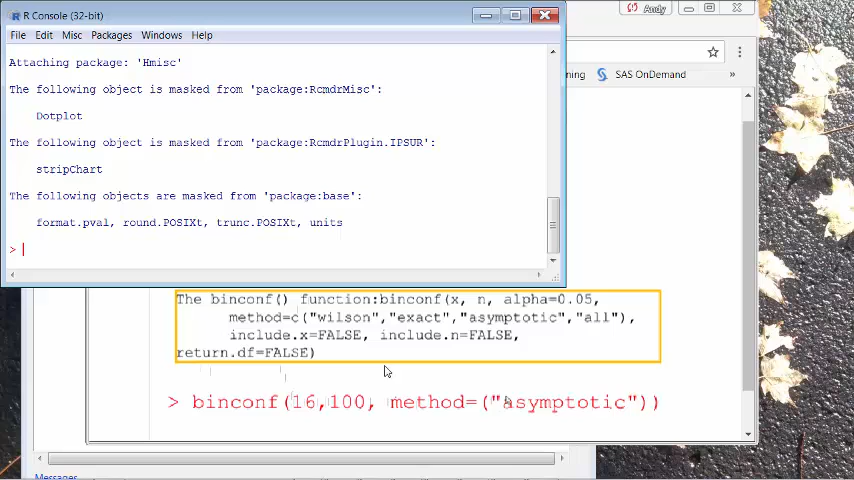 R Console (32-bit)
Andy
File Edit Misc Packages Windows Help
Attaching package: 'Hmisc'
The following object is masked from 'package:RcmdrMisc':
Dotplot
The following object is masked from 'package:RcmdrPlugin.IPSUR':
stripChart
The following objects are masked from 'package:base':
format.pval, round.POSIXt, trunc.POSIXt, units
>
ning SAS OnDemand »
The binconf() function:binconf(x, n, alpha=0.05,
method=c("wilson","exact","asymptotic","all"),
include.x=FALSE, include.n=FALSE,
return.df=FALSE)
> binconf(16,100, method=("asymptotic"))
Messages